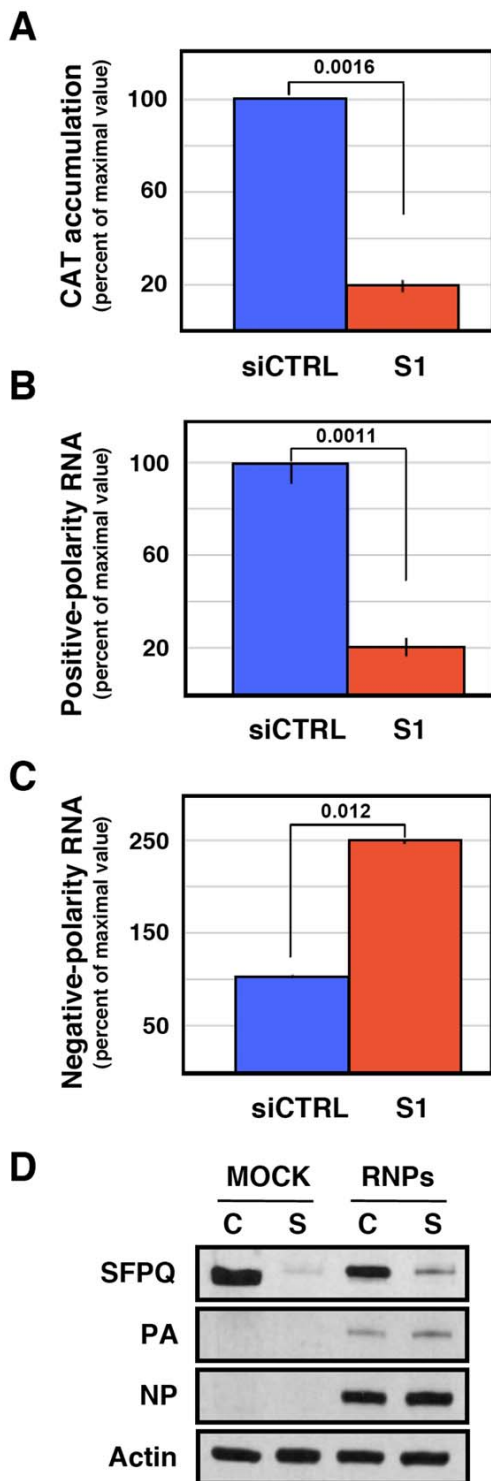 A
CAT accumulation
(percent of maximal value)
0.0016
100
60
20
siCTRL S1
B
Positive-polarity RNA
(percent of maximal value)
0.0011
100
60
20
siCTRL S1
C
Negative-polarity RNA
(percent of maximal value)
0.012
250
150
50
siCTRL S1
D
MOCK RNPs
C S C S
SFPQ
PA
NP
Actin